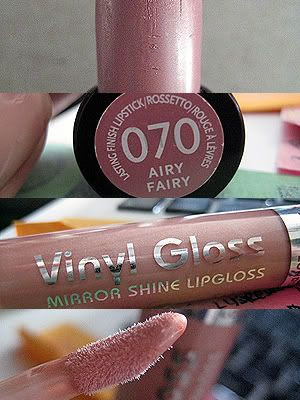 LASTING FINISH LIPSTICK/ROSSETTO/ROUGE À LÈVRES
070
AIRY
FAIRY
Vinyl Gloss
MIRROR SHINE LIPGLOSS